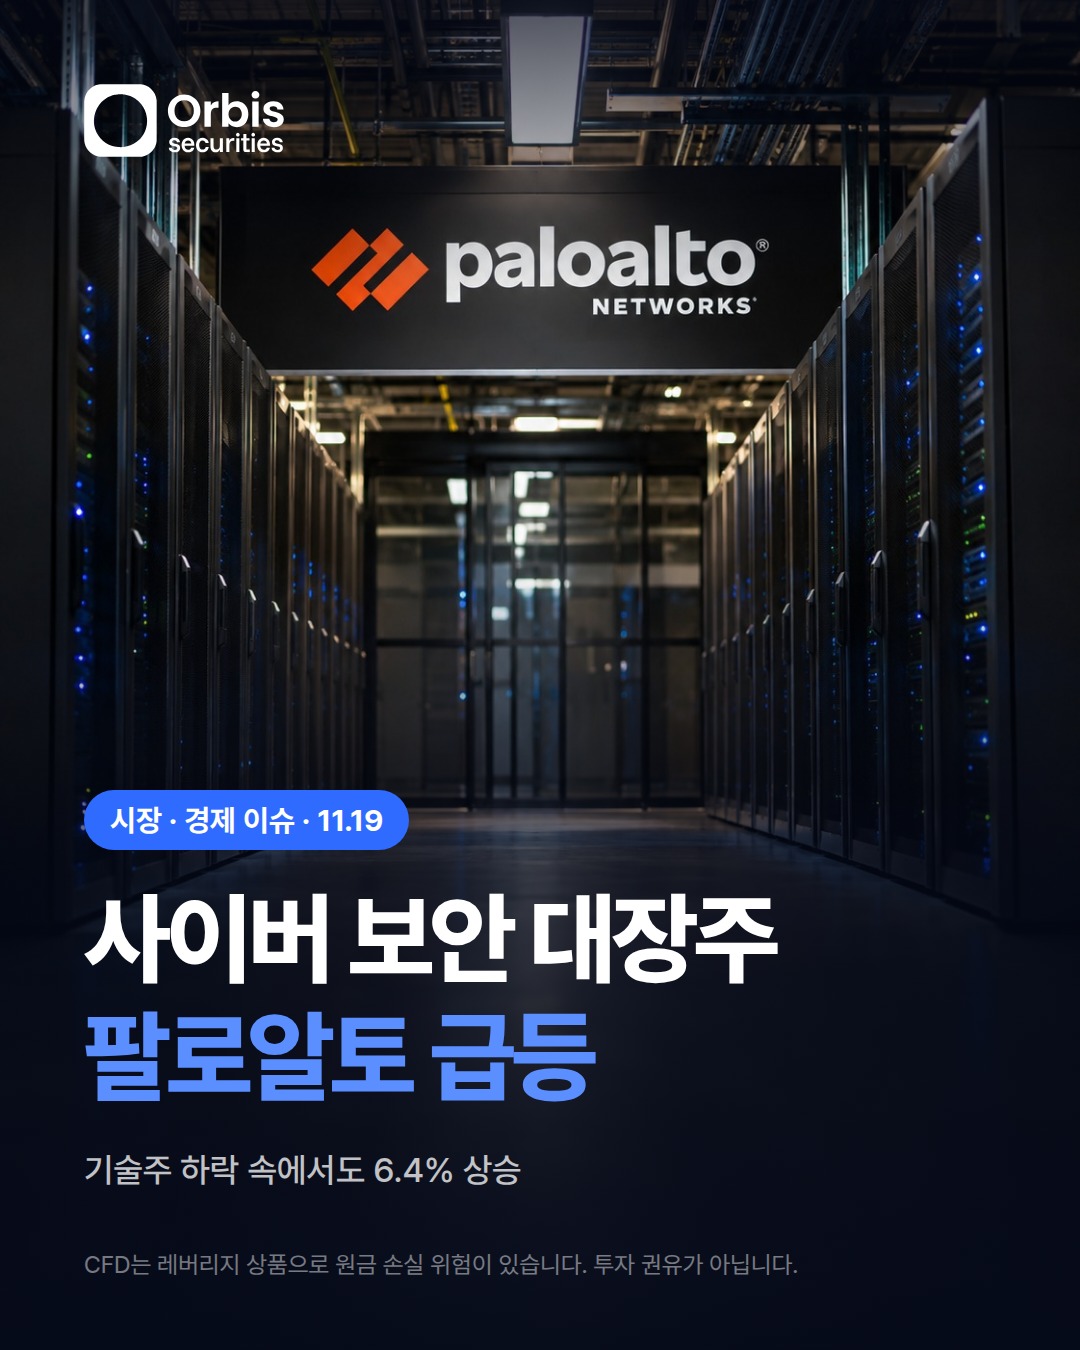 Orbis
securities
paloalto®
NETWORKS®
시장 · 경제 이슈 · 11.19
사이버 보안 대장주
팔로알토 급등
기술주 하락 속에서도 6.4% 상승
CFD는 레버리지 상품으로 원금 손실 위험이 있습니다. 투자 권유가 아닙니다.